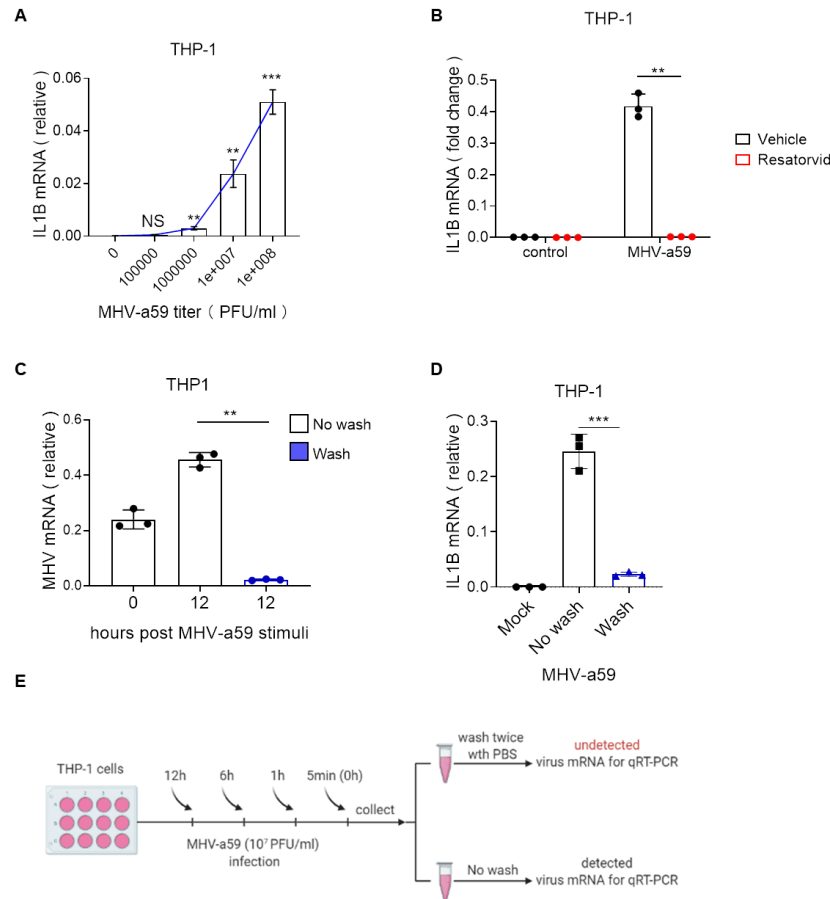 A
THP-1
IL1B mRNA ( relative )
0.06
0.04
0.02
0.00
NS
**
**
***
0
100000
1000000
1e+007
1e+008
MHV-a59 titer ( PFU/ml )
B
THP-1
IL1B mRNA ( fold change )
0.5
0.4
0.3
0.2
0.1
0.0
**
control
MHV-a59
Vehicle
Resatorvid
C
THP1
MHV mRNA ( relative )
0.6
0.4
0.2
0.0
**
0
12
12
hours post MHV-a59 stimuli
No wash
Wash
D
THP-1
IL1B mRNA ( relative )
0.3
0.2
0.1
0.0
***
Mock
No wash
Wash
MHV-a59
E
THP-1 cells
1 2 3 4
A
B
C
12h
6h
1h
5min (0h)
MHV-a59 (10⁷ PFU/ml)
infection
collect
wash twice
wth PBS
undetected
virus mRNA for qRT-PCR
No wash
detected
virus mRNA for qRT-PCR